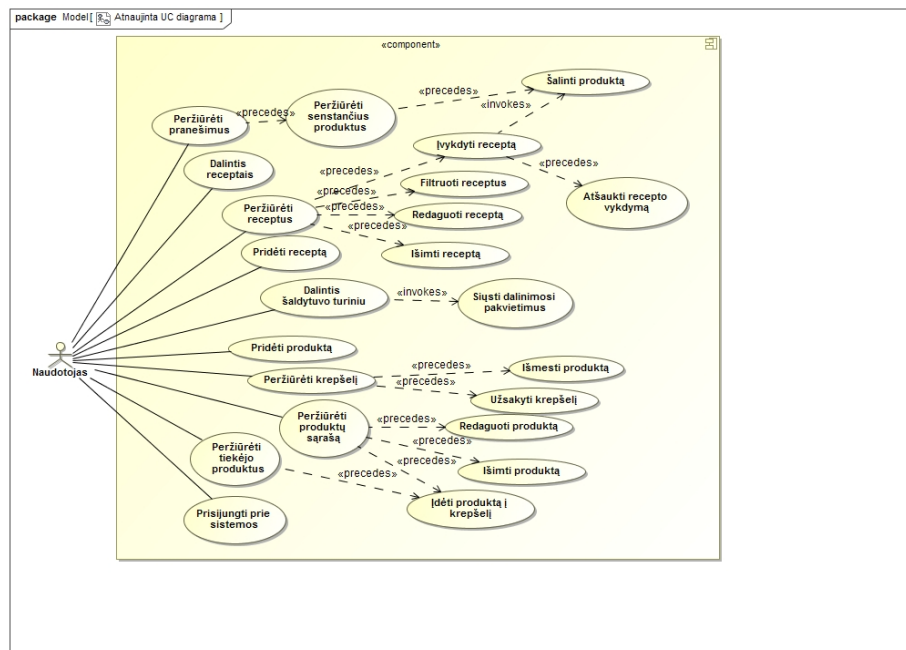 package Model[ Atnaujinta UC diagrama ]
«component»
Šalinti produktą
«precedes»
«invokes»
Peržiūrėti
senstančius
produktus
«precedes»
Peržiūrėti
pranešimus
Įvykdyti receptą
«precedes»
Dalintis
receptais
«precedes»
Filtruoti receptus
Atšaukti recepto
vykdymą
«precedes»
Peržiūrėti
receptus
«precedes»
Redaguoti receptą
«precedes»
Išimti receptą
Pridėti receptą
Dalintis
šaldytuvo turiniu
«invokes»
Siųsti dalinimosi
pakvietimus
Pridėti produktą
Naudotojas
Peržiūrėti krepšelį
«precedes»
Išmesti produktą
«precedes»
Užsakyti krepšelį
Peržiūrėti
produktų
sąrašą
«precedes»
Redaguoti produktą
Peržiūrėti
tiekėjo
produktus
«precedes»
«precedes»
Išimti produktą
«precedes»
Įdėti produktą į
krepšelį
Prisijungti prie
sistemos